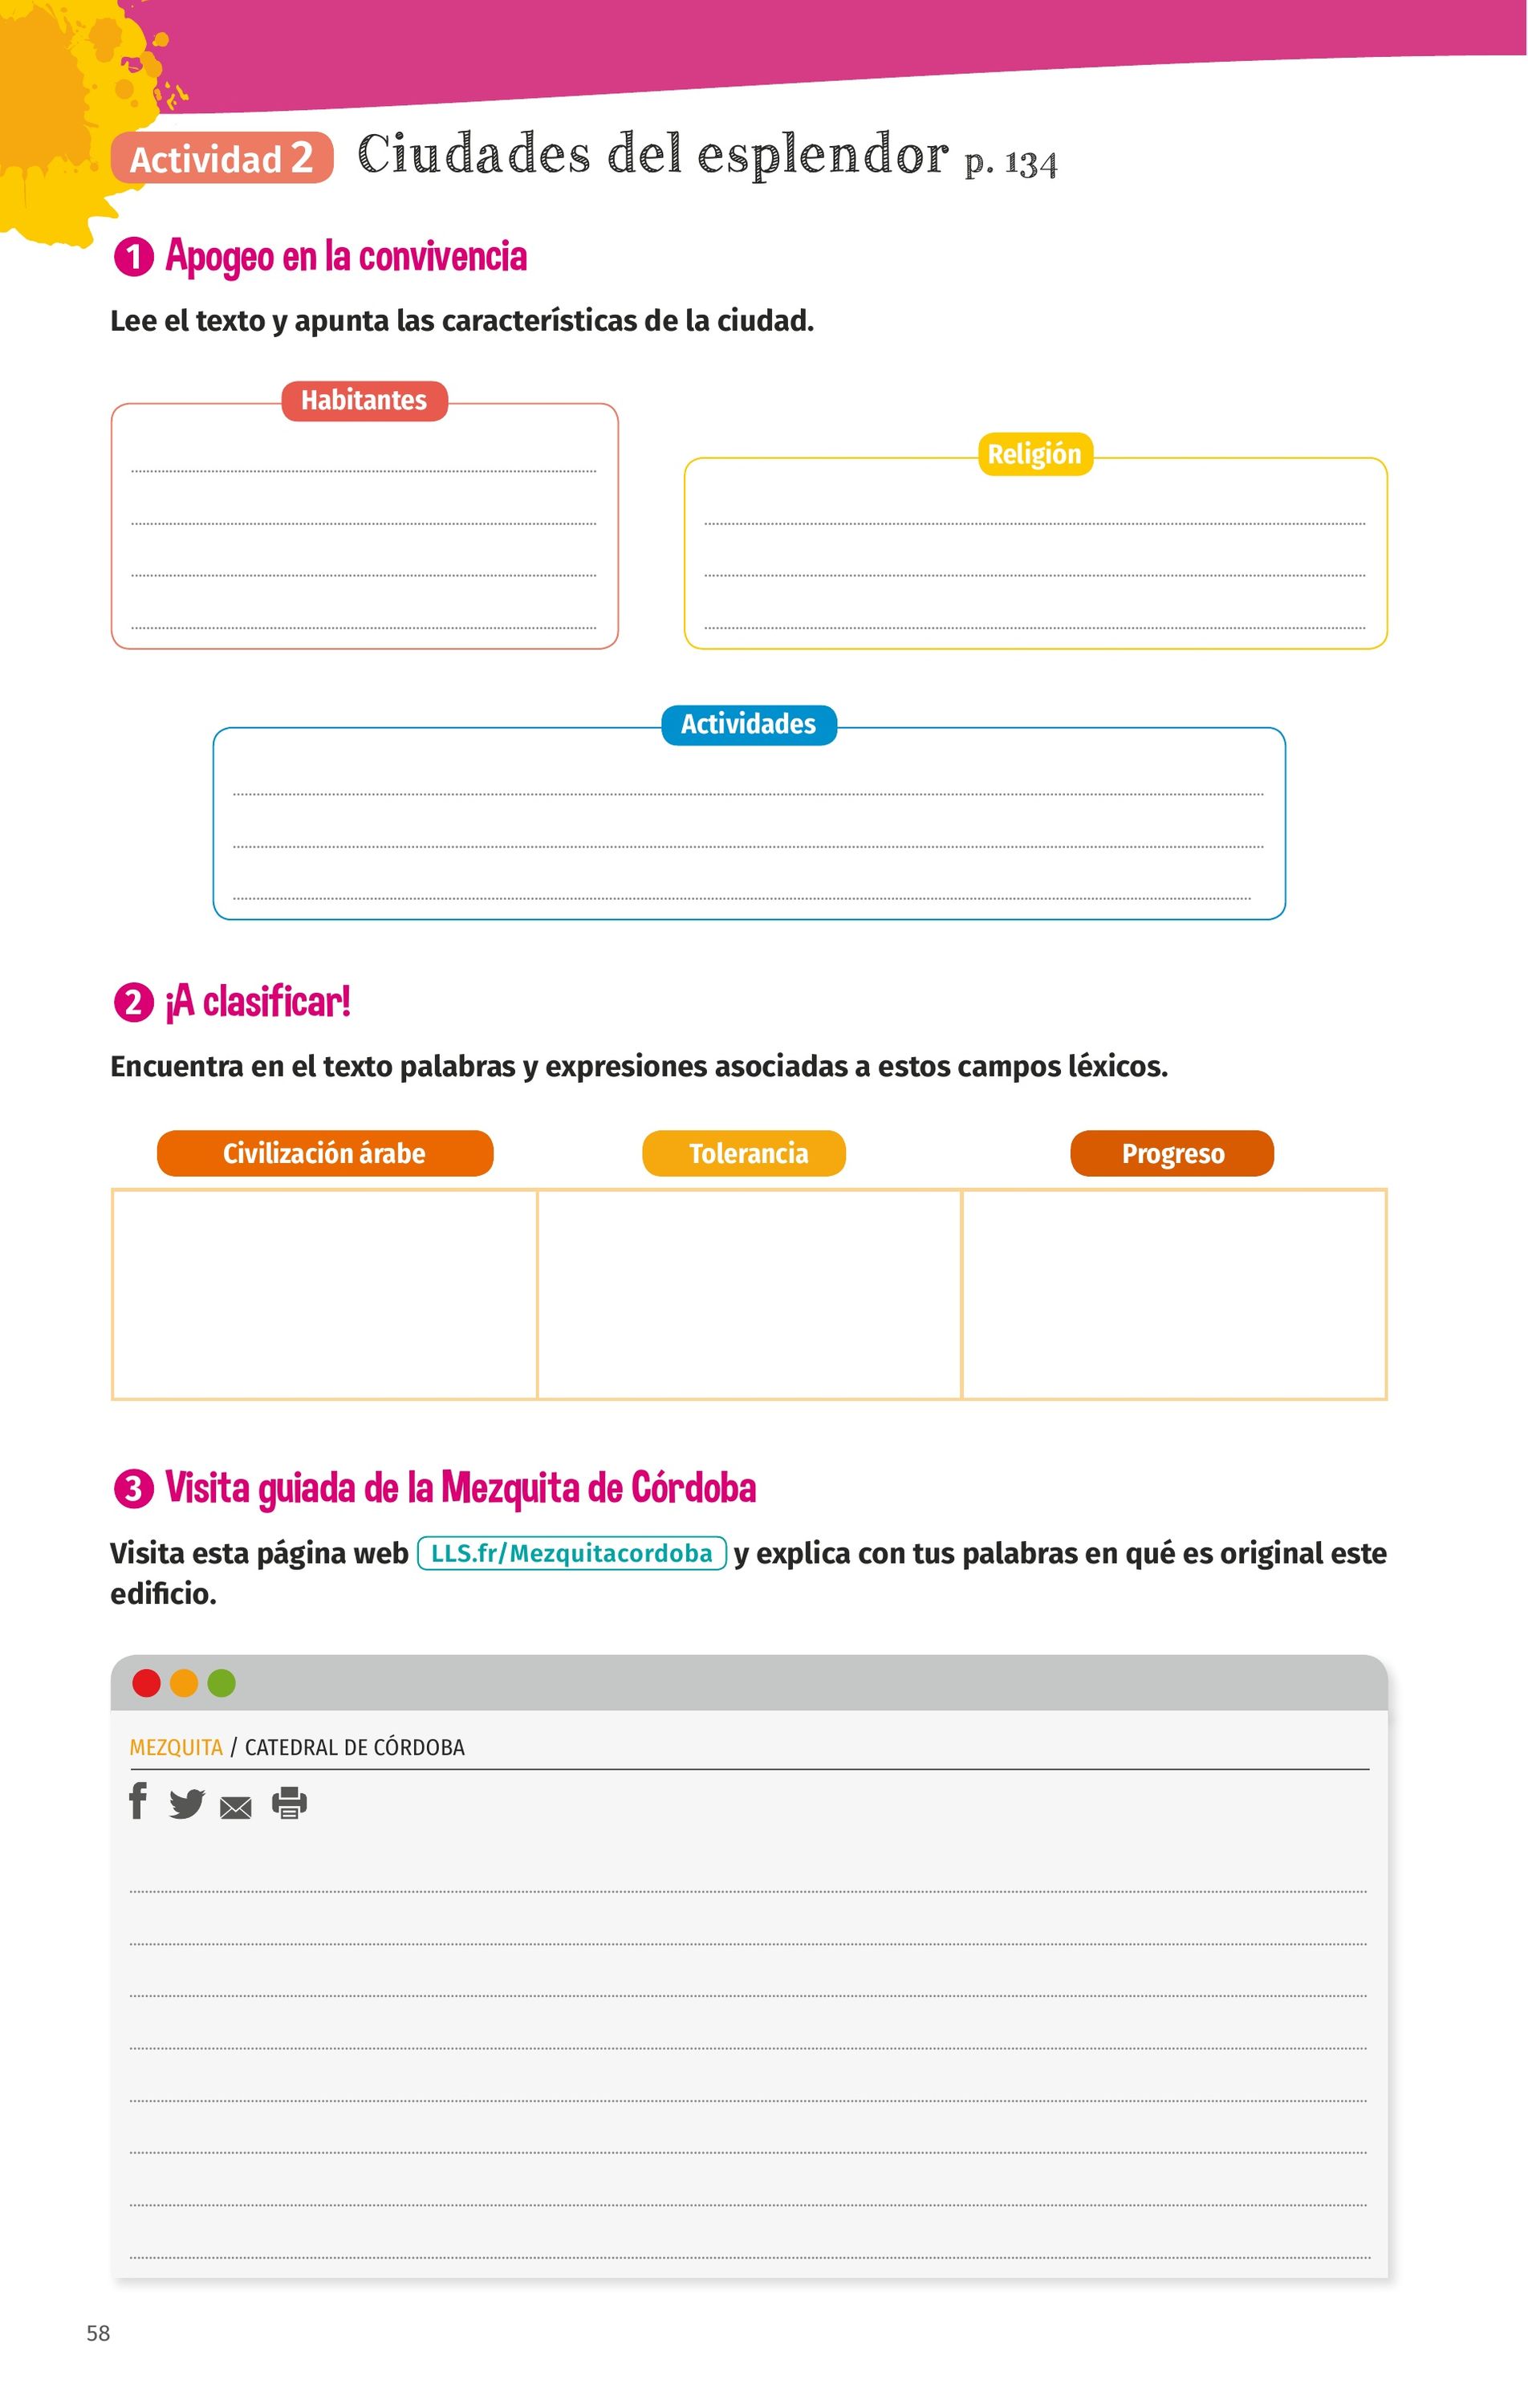 Actividad 2 Ciudades del esplendor p. 134
1 Apogeo en la convivencia
Lee el texto y apunta las características de la ciudad.
Habitantes
Religión
Actividades
2 ¡A clasificar!
Encuentra en el texto palabras y expresiones asociadas a estos campos léxicos.
Civilización árabe
Tolerancia
Progreso
3 Visita guiada de la Mezquita de Córdoba
Visita esta página web LLS.fr/Mezquitacordoba y explica con tus palabras en qué es original este
edificio.
MEZQUITA / CATEDRAL DE CÓRDOBA
58